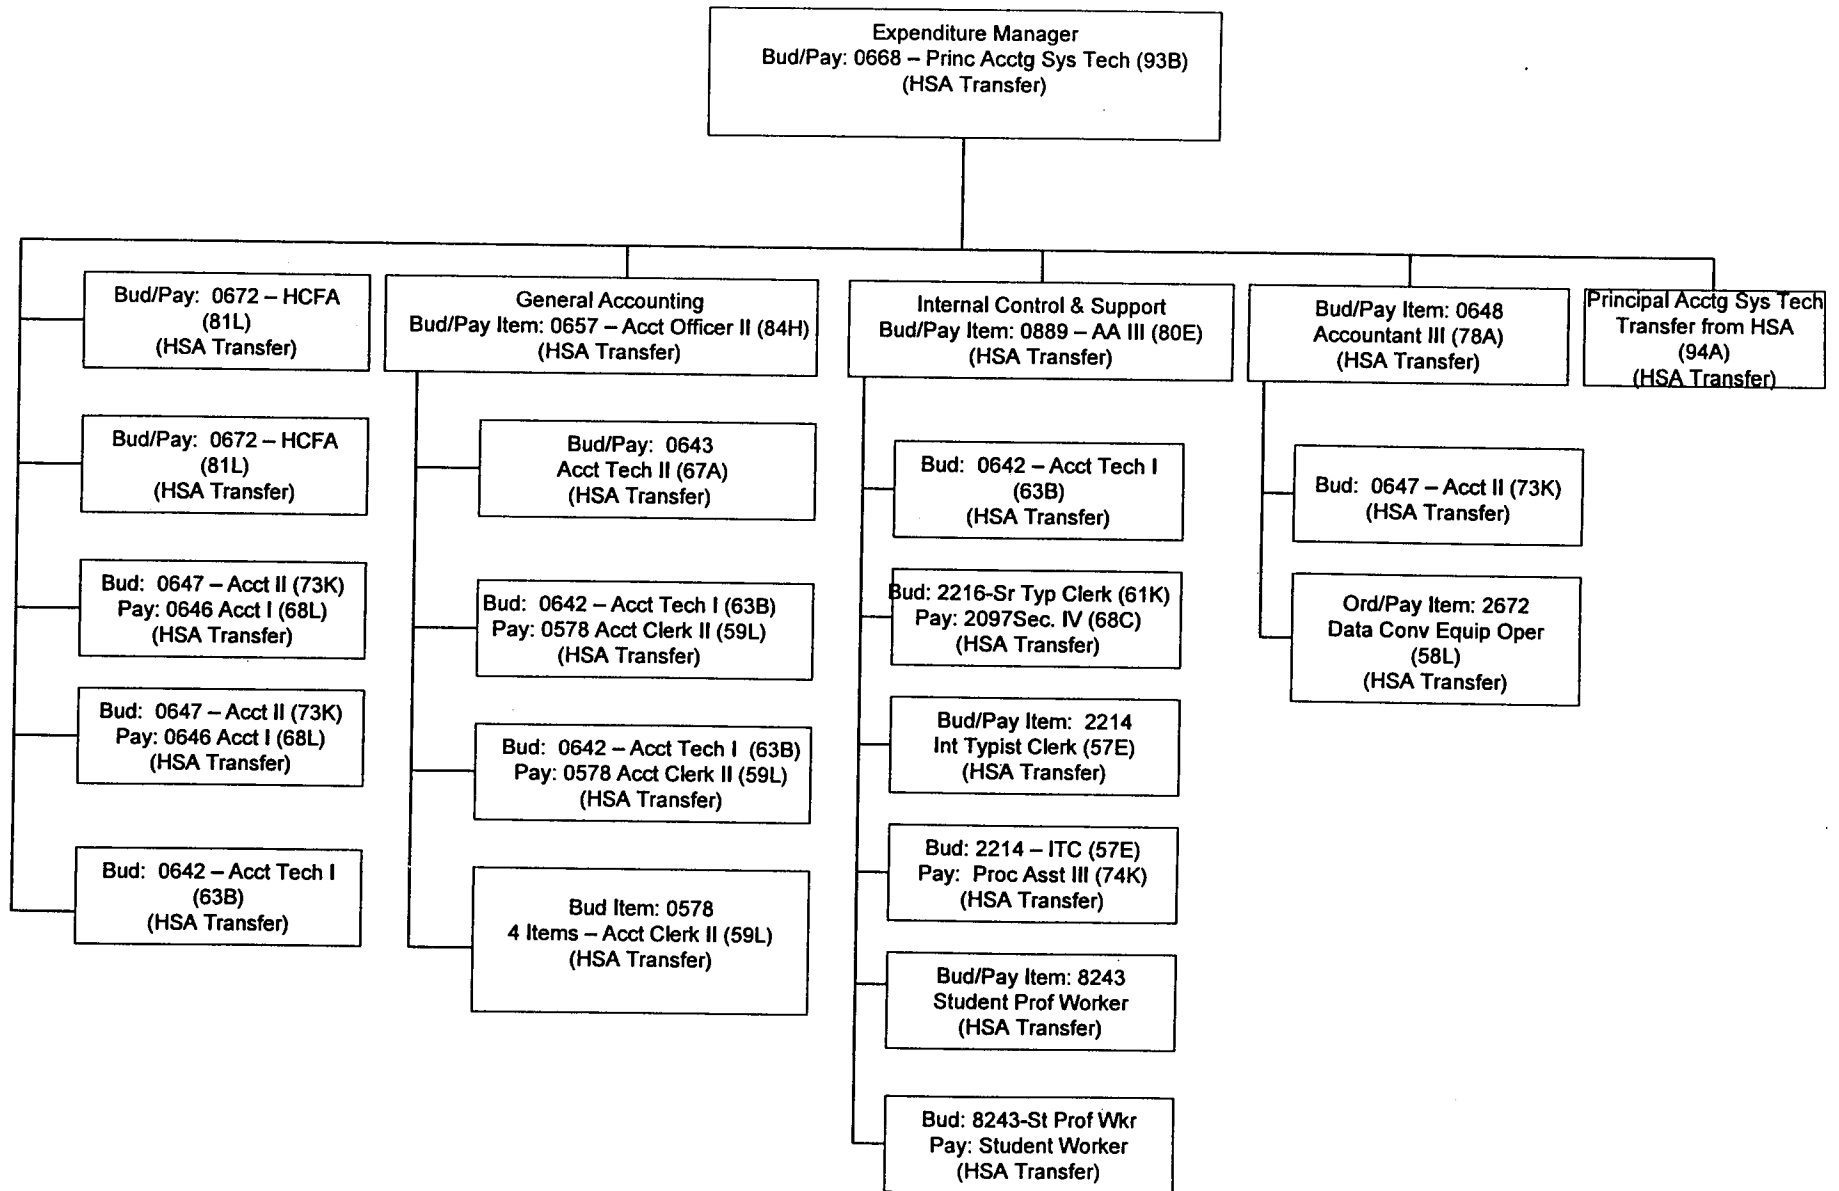 Expenditure Manager
Bud/Pay: 0668 – Princ Acctg Sys Tech (93B)
(HSA Transfer)
Bud/Pay: 0672 – HCFA
(81L)
(HSA Transfer)
Bud/Pay: 0672 – HCFA
(81L)
(HSA Transfer)
Bud: 0647 – Acct II (73K)
Pay: 0646 Acct I (68L)
(HSA Transfer)
Bud: 0647 – Acct II (73K)
Pay: 0646 Acct I (68L)
(HSA Transfer)
Bud: 0642 – Acct Tech I
(63B)
(HSA Transfer)
General Accounting
Bud/Pay Item: 0657 – Acct Officer II (84H)
(HSA Transfer)
Bud/Pay: 0643
Acct Tech II (67A)
(HSA Transfer)
Bud: 0642 – Acct Tech I (63B)
Pay: 0578 Acct Clerk II (59L)
(HSA Transfer)
Bud: 0642 – Acct Tech I (63B)
Pay: 0578 Acct Clerk II (59L)
(HSA Transfer)
Bud Item: 0578
4 Items – Acct Clerk II (59L)
(HSA Transfer)
Internal Control & Support
Bud/Pay Item: 0889 – AA III (80E)
(HSA Transfer)
Bud: 0642 – Acct Tech I
(63B)
(HSA Transfer)
Bud: 2216-Sr Typ Clerk (61K)
Pay: 2097Sec. IV (68C)
(HSA Transfer)
Bud/Pay Item: 2214
Int Typist Clerk (57E)
(HSA Transfer)
Bud: 2214 – ITC (57E)
Pay: Proc Asst III (74K)
(HSA Transfer)
Bud/Pay Item: 8243
Student Prof Worker
(HSA Transfer)
Bud: 8243-St Prof Wkr
Pay: Student Worker
(HSA Transfer)
Bud/Pay Item: 0648
Accountant III (78A)
(HSA Transfer)
Bud: 0647 – Acct II (73K)
(HSA Transfer)
Ord/Pay Item: 2672
Data Conv Equip Oper
(58L)
(HSA Transfer)
Principal Acctg Sys Tech
Transfer from HSA
(94A)
(HSA Transfer)